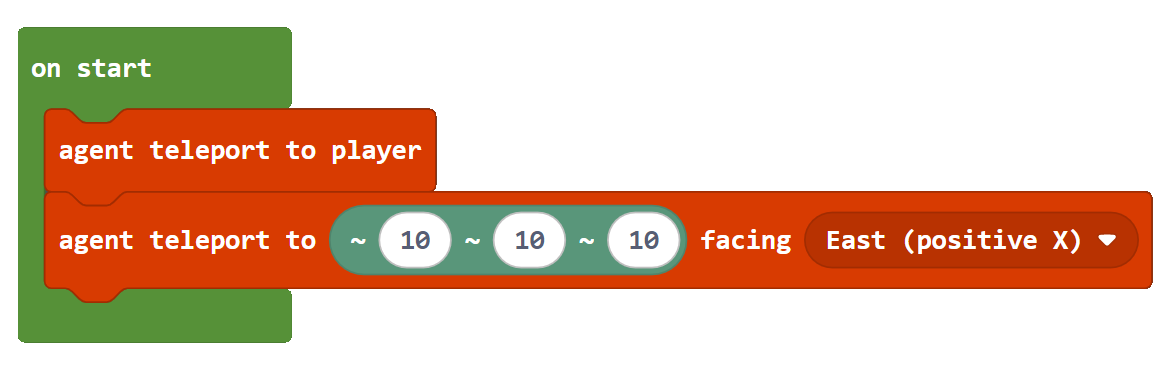 on start
agent teleport to player
agent teleport to ~ 10 ~ 10 ~ 10 facing East (positive X)